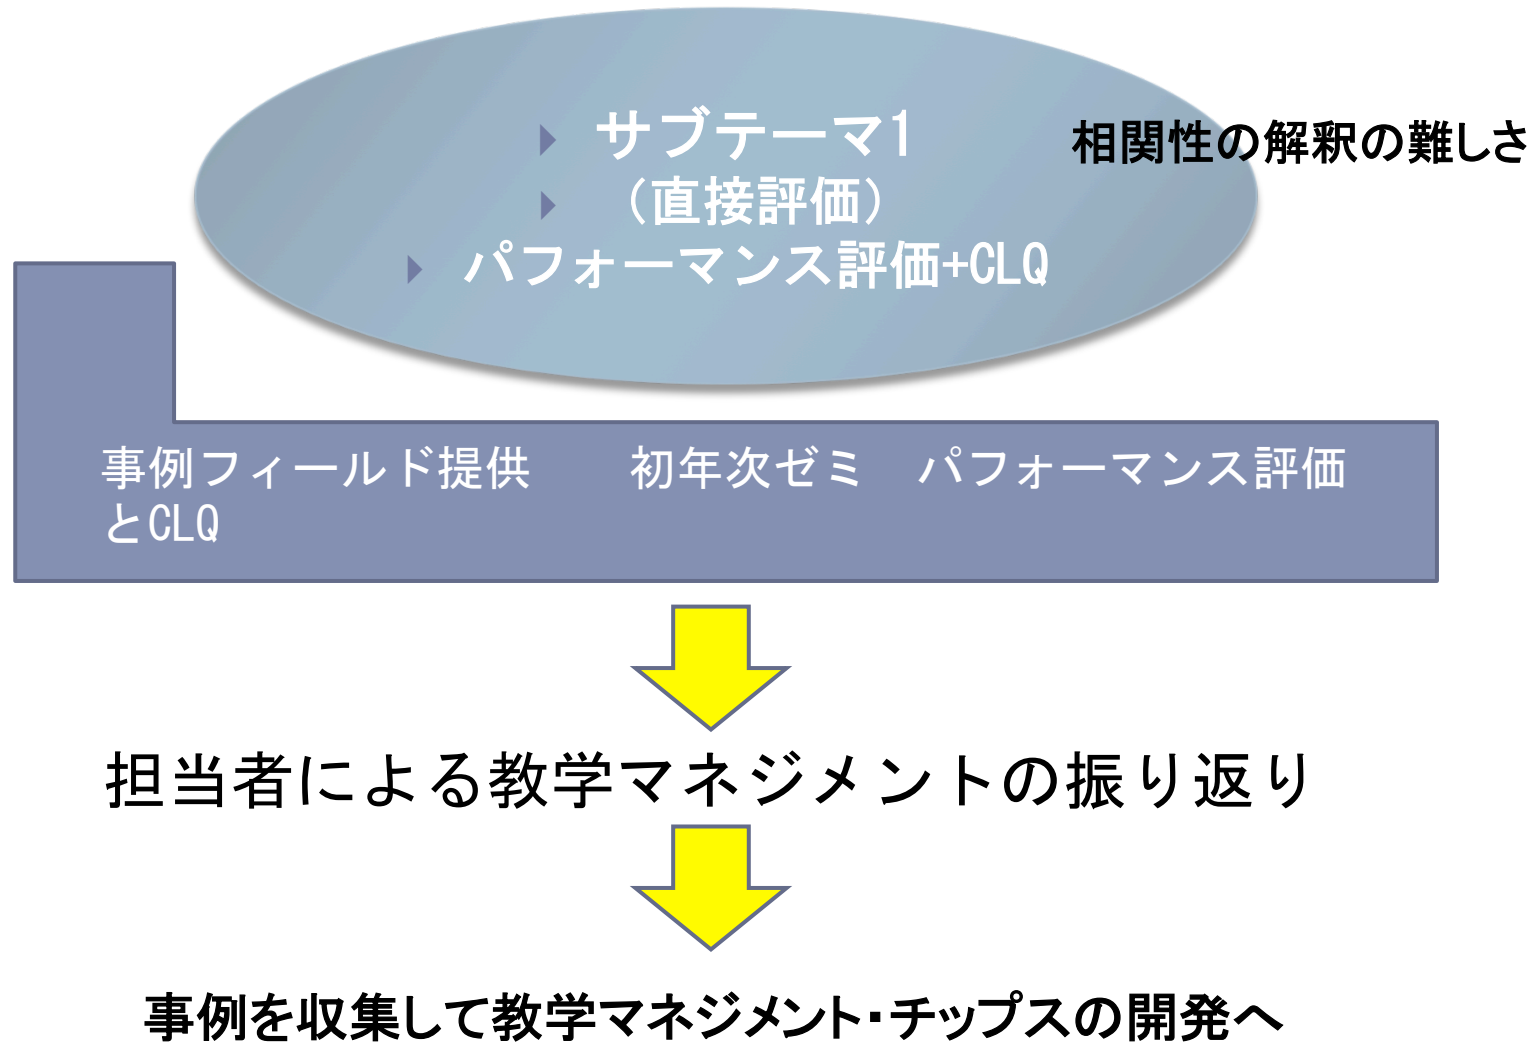 サブテーマ1
相関性の解釈の難しさ
（直接評価）
パフォーマンス評価+CLQ
事例フィールド提供　　初年次ゼミ　パフォーマンス評価
とCLQ
担当者による教学マネジメントの振り返り
事例を収集して教学マネジメント・チップスの開発へ